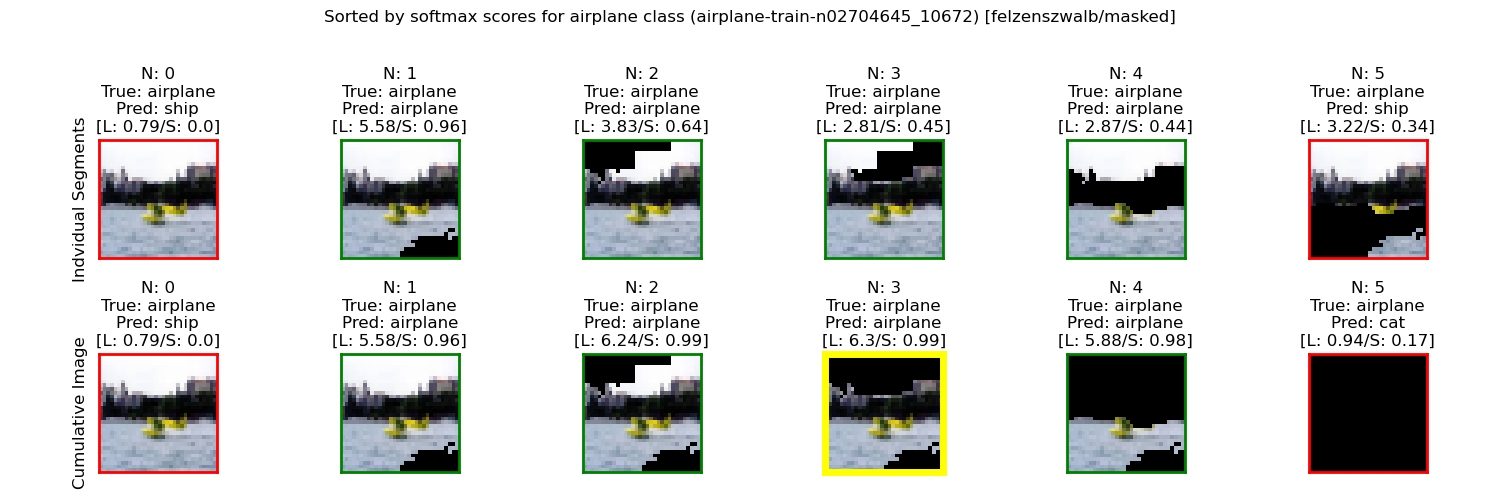 Sorted by softmax scores for airplane class (airplane-train-n02704645_10672) [felzenszwalb/masked]
Indvidual Segments
N: 0
True: airplane
Pred: ship
[L: 0.79/S: 0.0]
N: 1
True: airplane
Pred: airplane
[L: 5.58/S: 0.96]
N: 2
True: airplane
Pred: airplane
[L: 3.83/S: 0.64]
N: 3
True: airplane
Pred: airplane
[L: 2.81/S: 0.45]
N: 4
True: airplane
Pred: airplane
[L: 2.87/S: 0.44]
N: 5
True: airplane
Pred: ship
[L: 3.22/S: 0.34]
Cumulative Image
N: 0
True: airplane
Pred: ship
[L: 0.79/S: 0.0]
N: 1
True: airplane
Pred: airplane
[L: 5.58/S: 0.96]
N: 2
True: airplane
Pred: airplane
[L: 6.24/S: 0.99]
N: 3
True: airplane
Pred: airplane
[L: 6.3/S: 0.99]
N: 4
True: airplane
Pred: airplane
[L: 5.88/S: 0.98]
N: 5
True: airplane
Pred: cat
[L: 0.94/S: 0.17]